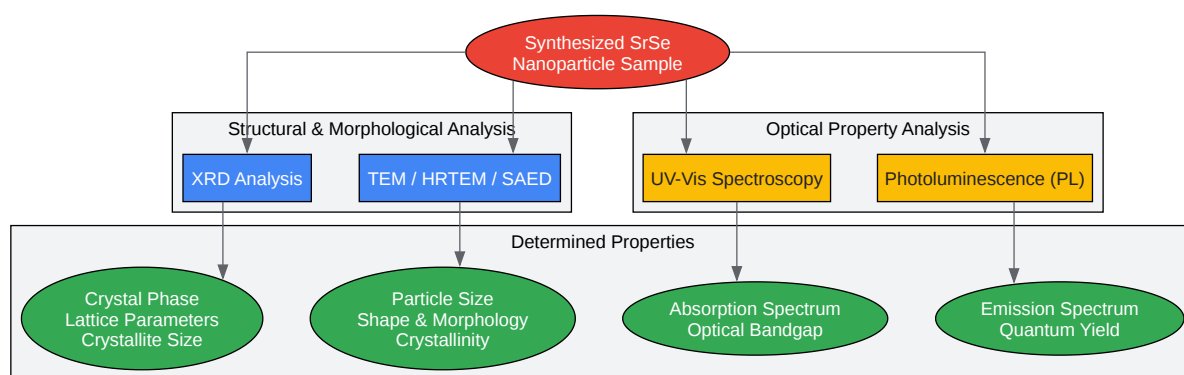 Synthesized SrSe
Nanoparticle Sample
Structural & Morphological Analysis
Optical Property Analysis
XRD Analysis
TEM / HRTEM / SAED
UV-Vis Spectroscopy
Photoluminescence (PL)
Determined Properties
Crystal Phase
Lattice Parameters
Crystallite Size
Particle Size
Shape & Morphology
Crystallinity
Absorption Spectrum
Optical Bandgap
Emission Spectrum
Quantum Yield